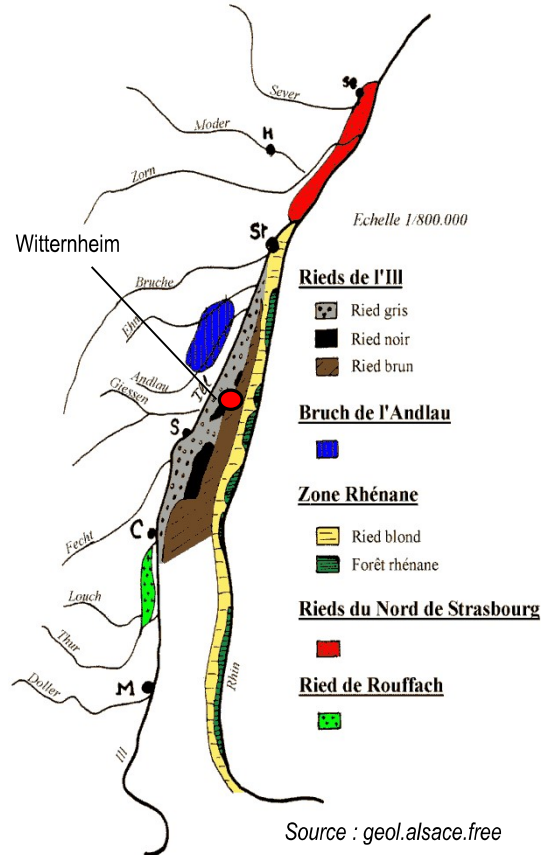 Se
Sever
Moder
H
Zorn
Echelle 1/800.000
St
Witternheim
Bruche
Ehn
Andlau
Giessen
S
Fecht
C
Louch
Thur
Doller
M
Ill
Rhin
Rieds de l'Ill
Ried gris
Ried noir
Ried brun
Bruch de l'Andlau
Zone Rhénane
Ried blond
Forêt rhénane
Rieds du Nord de Strasbourg
Ried de Rouffach
Source : geol.alsace.free